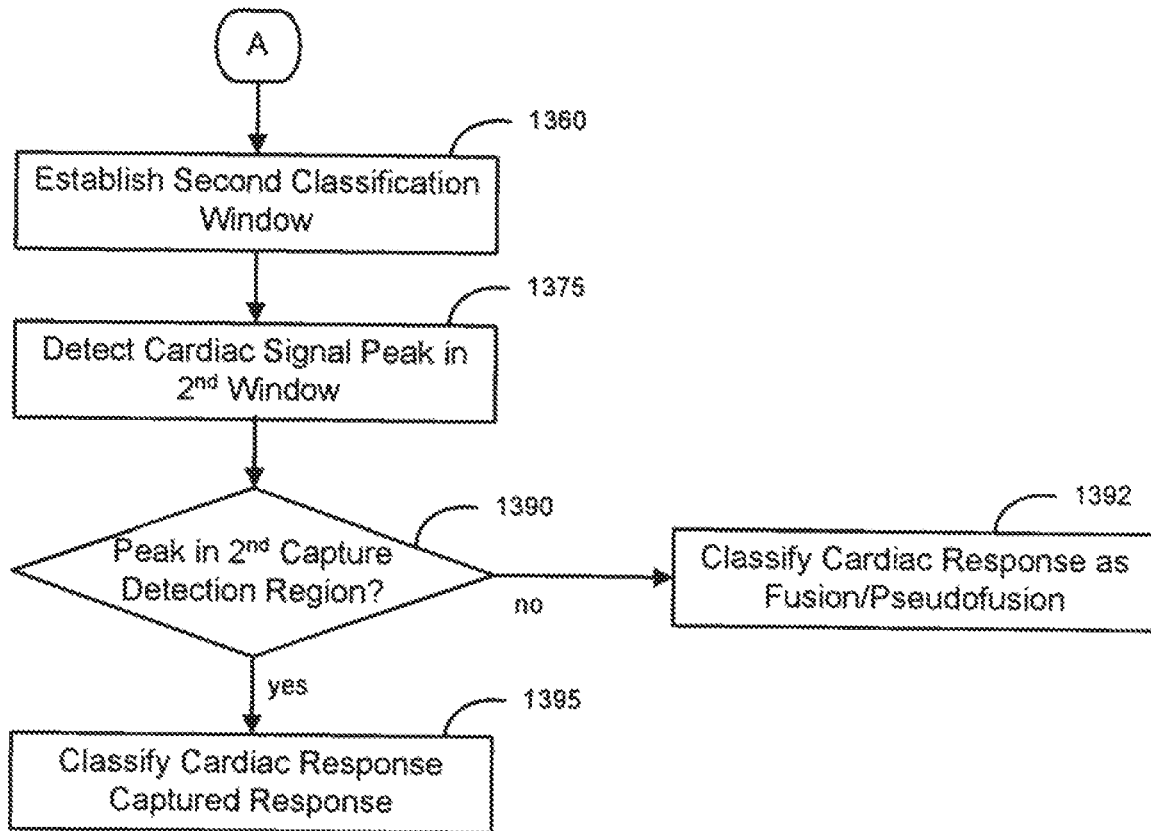 A
1360
Establish Second Classification
Window
1375
Detect Cardiac Signal Peak in
2nd Window
1390
Peak in 2nd Capture
Detection Region?
no
1392
Classify Cardiac Response as
Fusion/Pseudofusion
yes
1395
Classify Cardiac Response
Captured Response